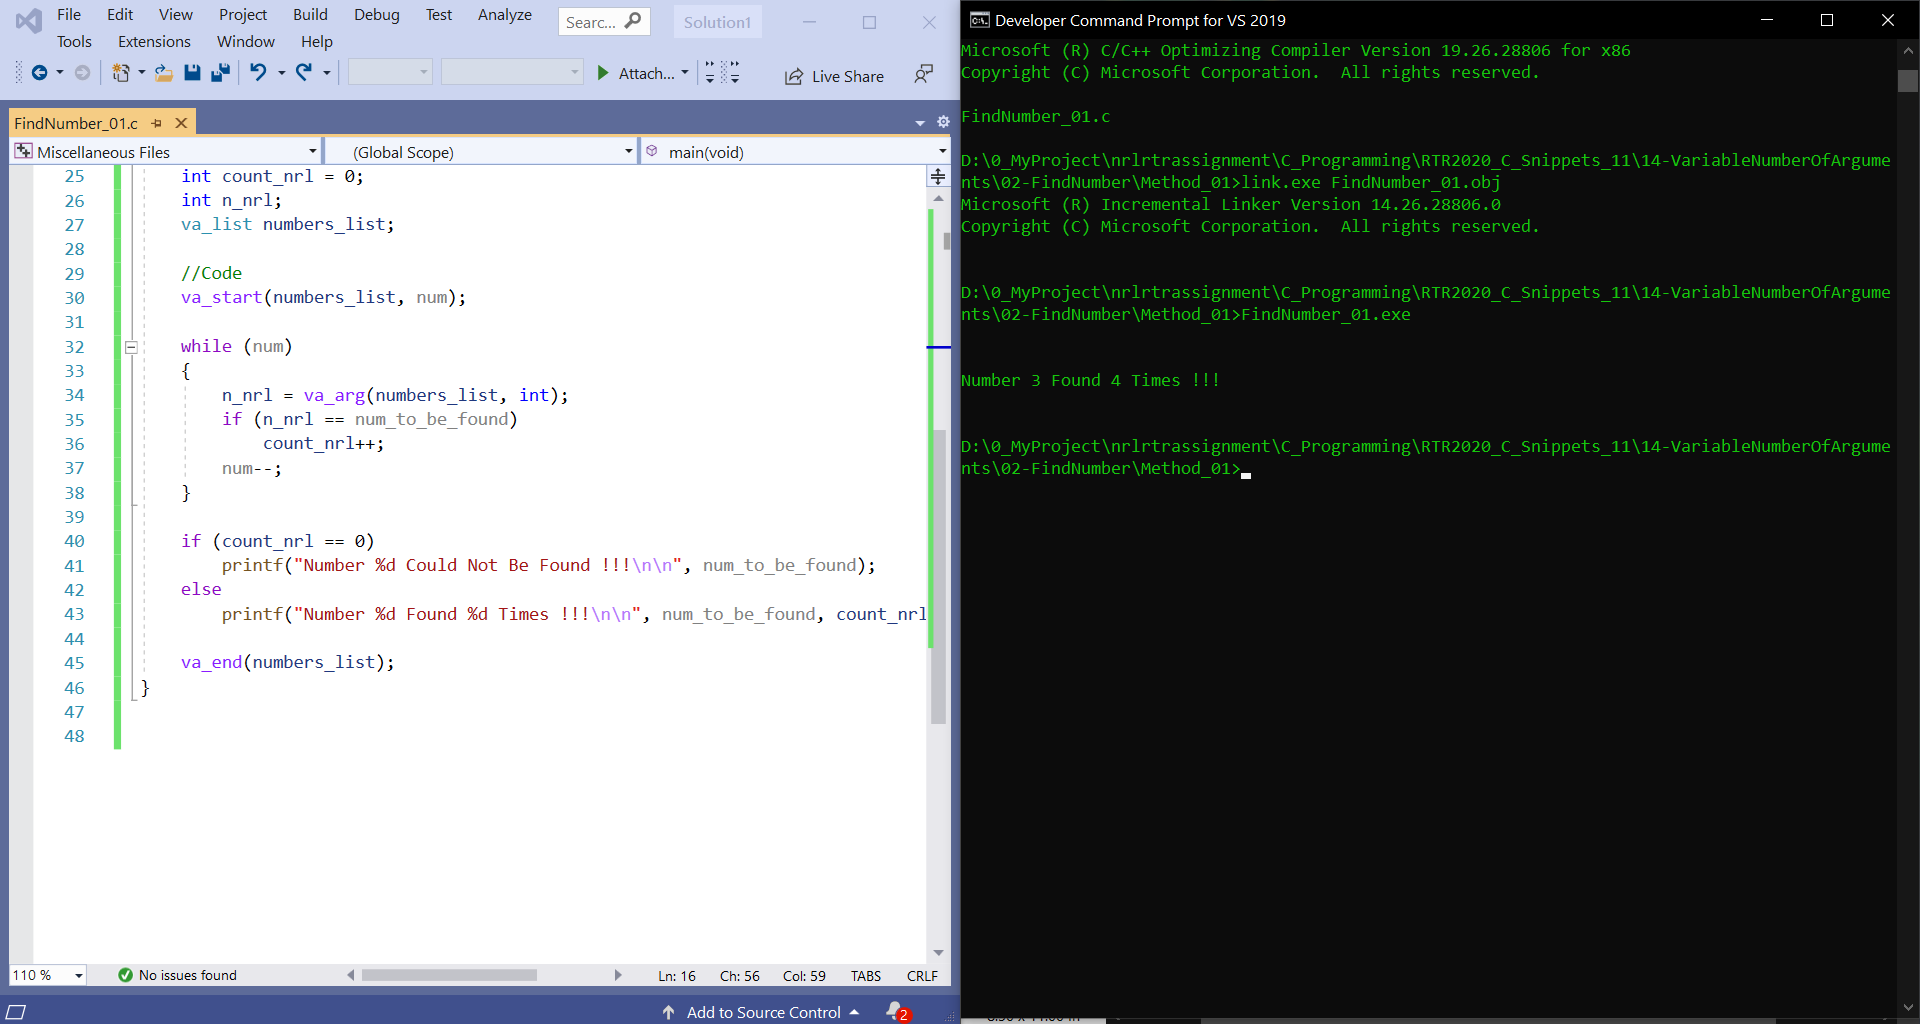 File Edit View Project Build Debug Test Analyze Searc... Solution1
Tools Extensions Window Help
Attach... Live Share
FindNumber_01.c
Miscellaneous Files (Global Scope) main(void)
25 int count_nrl = 0;
26 int n_nrl;
27 va_list numbers_list;
28
29 //Code
30 va_start(numbers_list, num);
31
32 while (num)
33 {
34 n_nrl = va_arg(numbers_list, int);
35 if (n_nrl == num_to_be_found)
36 count_nrl++;
37 num--;
38 }
39
40 if (count_nrl == 0)
41 printf("Number %d Could Not Be Found !!!\n\n", num_to_be_found);
42 else
43 printf("Number %d Found %d Times !!!\n\n", num_to_be_found, count_nrl
44
45 va_end(numbers_list);
46 }
47
48
110 % No issues found Ln: 16 Ch: 56 Col: 59 TABS CRLF
Add to Source Control 2
Developer Command Prompt for VS 2019
Microsoft (R) C/C++ Optimizing Compiler Version 19.26.28806 for x86
Copyright (C) Microsoft Corporation.  All rights reserved.
FindNumber_01.c
D:\0_MyProject\nrlrtrassignment\C_Programming\RTR2020_C_Snippets_11\14-VariableNumberOfArgume
nts\02-FindNumber\Method_01>link.exe FindNumber_01.obj
Microsoft (R) Incremental Linker Version 14.26.28806.0
Copyright (C) Microsoft Corporation.  All rights reserved.
D:\0_MyProject\nrlrtrassignment\C_Programming\RTR2020_C_Snippets_11\14-VariableNumberOfArgume
nts\02-FindNumber\Method_01>FindNumber_01.exe
Number 3 Found 4 Times !!!
D:\0_MyProject\nrlrtrassignment\C_Programming\RTR2020_C_Snippets_11\14-VariableNumberOfArgume
nts\02-FindNumber\Method_01>